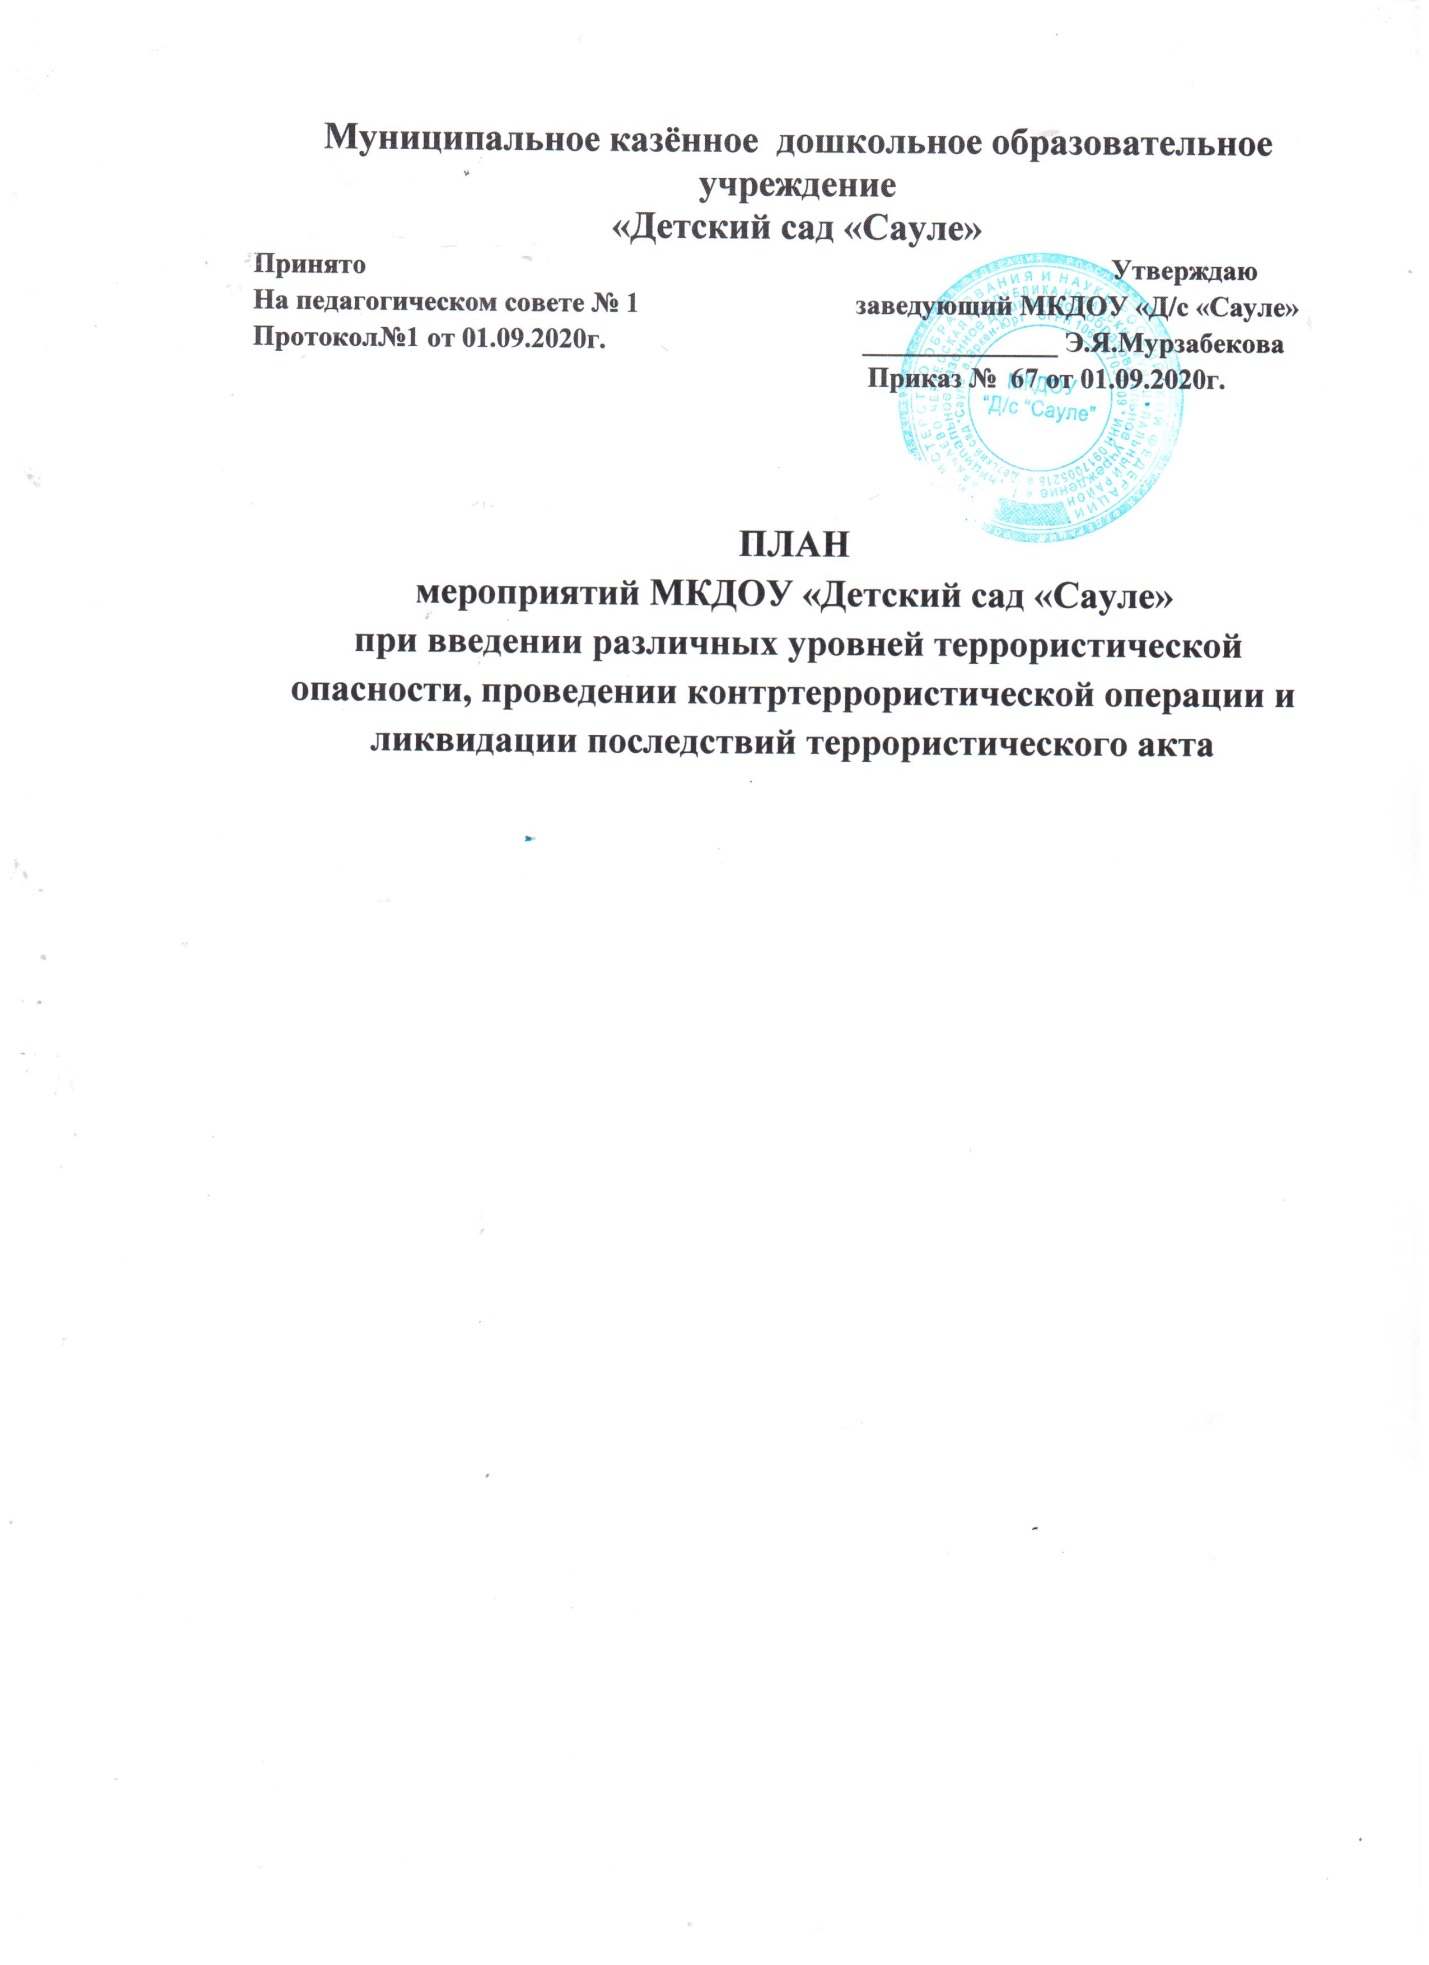 Муниципальное казённое дошкольное образовательное
учреждение
«Детский сад «Сауле»
Принято
На педагогическом совете № 1
Протокол№1 от 01.09.2020г.
Утверждаю
заведующий МКДОУ «Д/с «Сауле»
______________ Э.Я.Мурзабекова
Приказ № 67 от 01.09.2020г.
МКДОУ
"Д/с "Сауле"
ПЛАН
мероприятий МКДОУ «Детский сад «Сауле»
при введении различных уровней террористической
опасности, проведении контртеррористической операции и
ликвидации последствий террористического акта